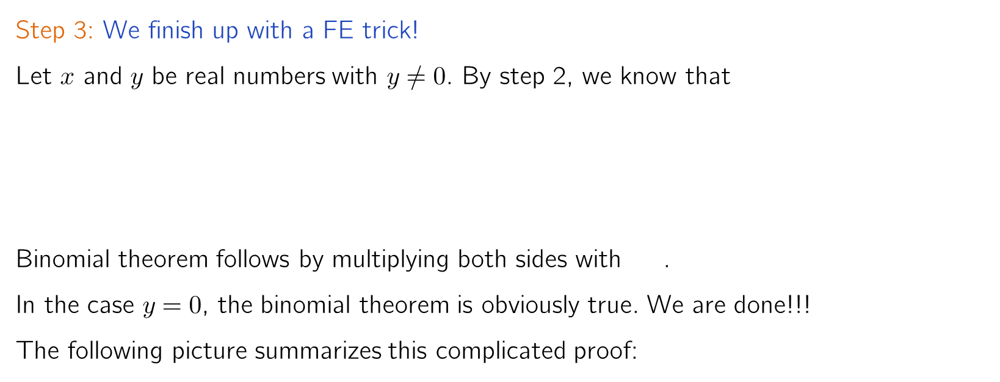 Step 3: We finish up with a FE trick!
Let x and y be real numbers with y ≠ 0. By step 2, we know that
Binomial theorem follows by multiplying both sides with .
In the case y = 0, the binomial theorem is obviously true. We are done!!!
The following picture summarizes this complicated proof: